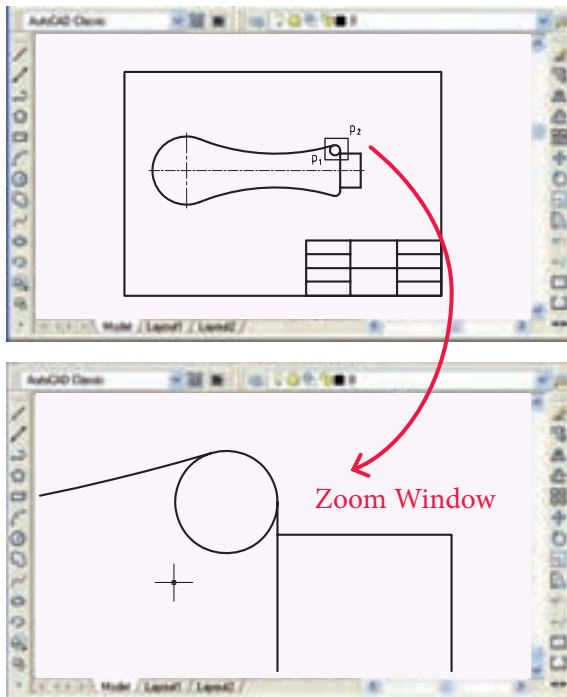 AutoCAD Classic
P2
P1
Model / Layout1 / Layout2 /
AutoCAD Classic
Zoom Window
Model / Layout1 / Layout2 /